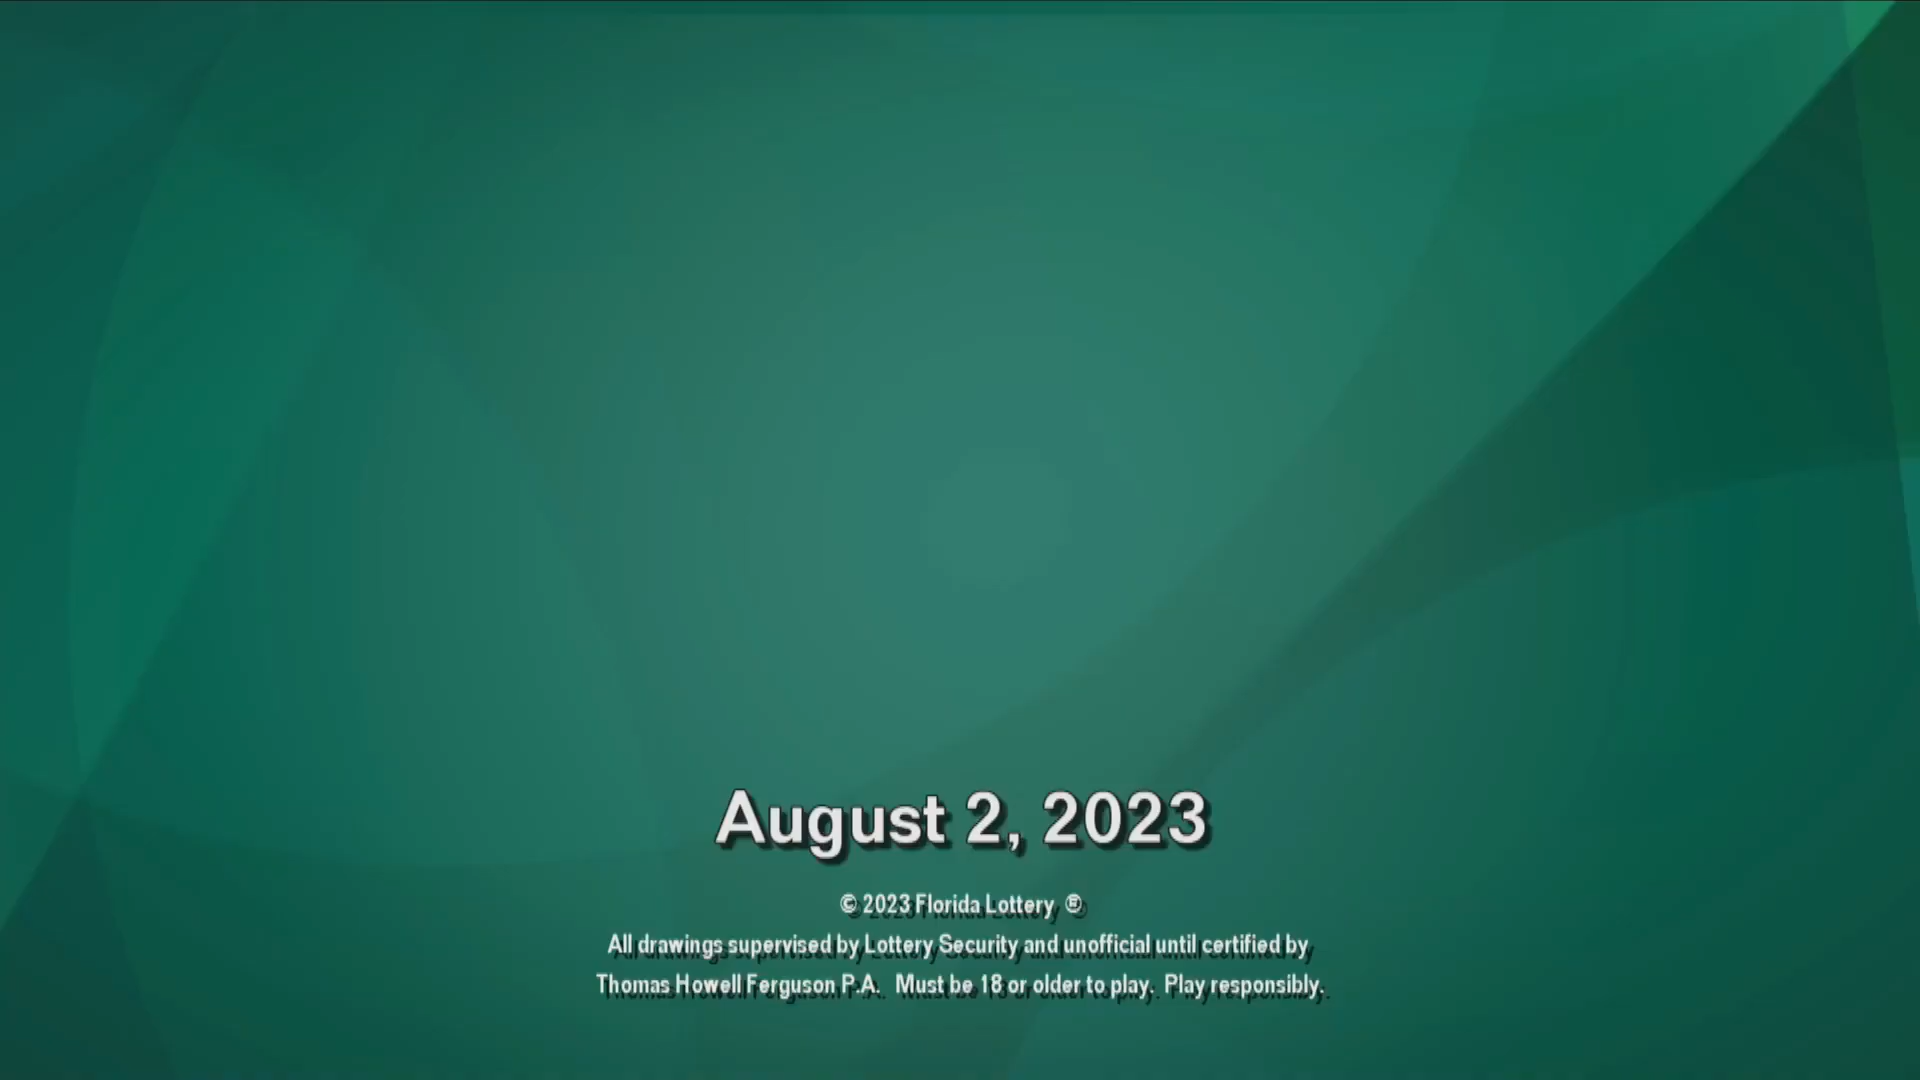 August 2, 2023
© 2023 Florida Lottery ®
All drawings supervised by Lottery Security and unofficial until certified by
Thomas Howell Ferguson P.A. Must be 18 or older to play. Play responsibly.